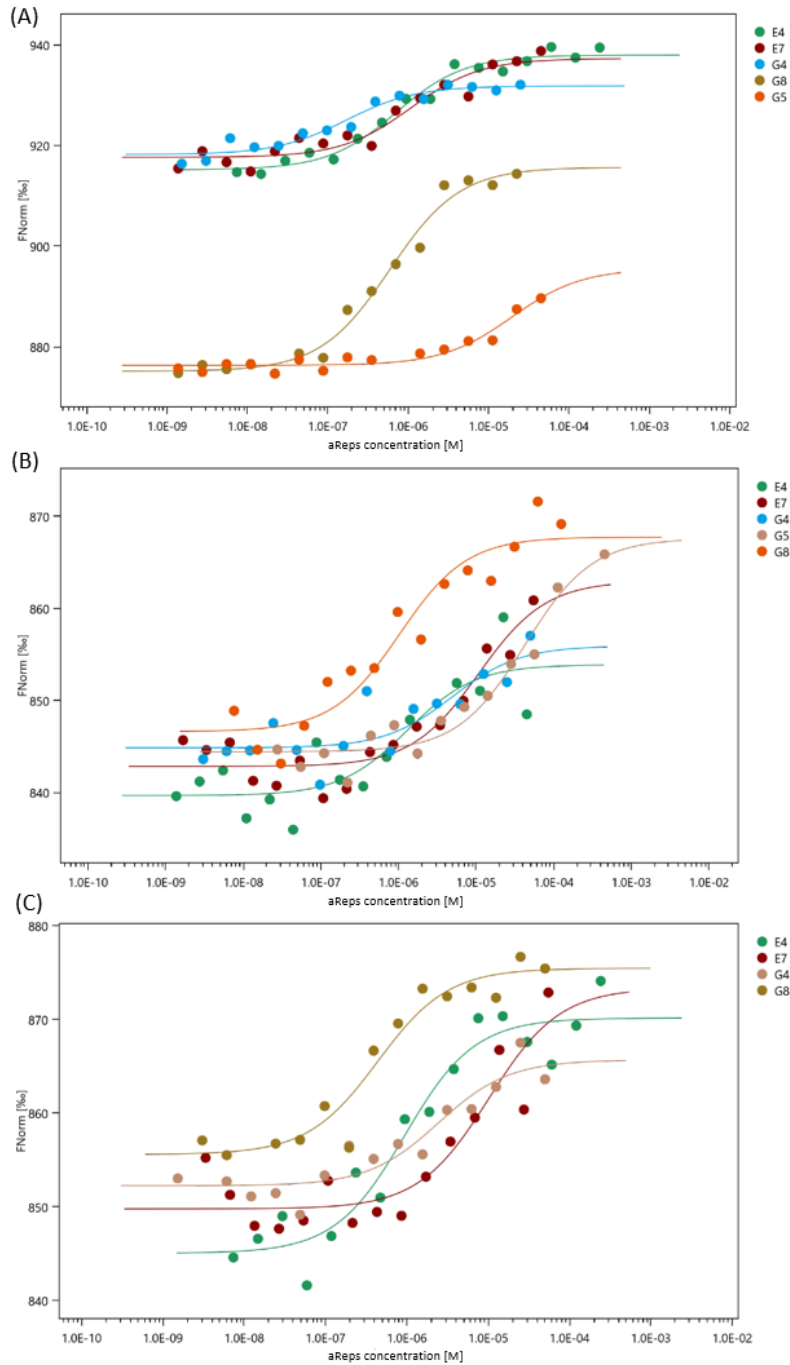 (A)
940
920
900
880
FNorm [‰]
1.0E-10 1.0E-09 1.0E-08 1.0E-07 1.0E-06 1.0E-05 1.0E-04 1.0E-03 1.0E-02
aReps concentration [M]
E4
E7
G4
G8
G5
(B)
870
860
850
840
FNorm [‰]
1.0E-10 1.0E-09 1.0E-08 1.0E-07 1.0E-06 1.0E-05 1.0E-04 1.0E-03 1.0E-02
aReps concentration [M]
E4
E7
G4
G5
G8
(C)
880
870
860
850
840
FNorm [‰]
1.0E-10 1.0E-09 1.0E-08 1.0E-07 1.0E-06 1.0E-05 1.0E-04 1.0E-03 1.0E-02
aReps concentration [M]
E4
E7
G4
G8